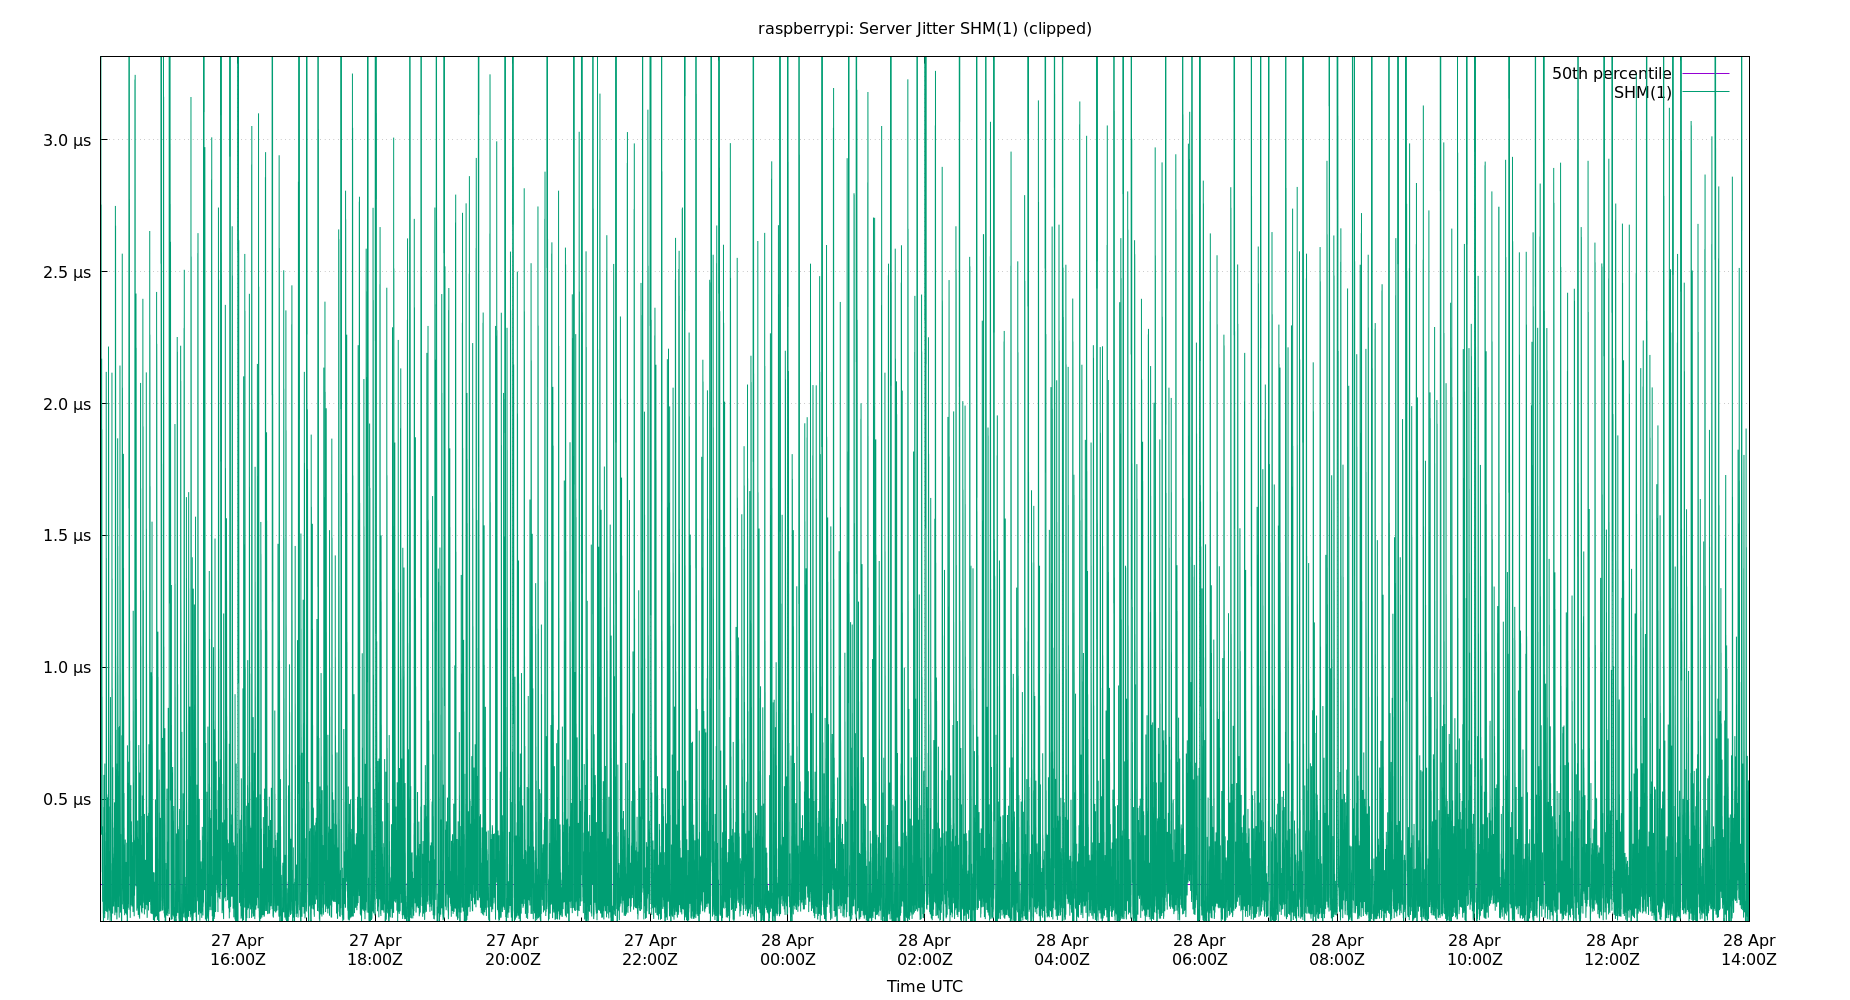 raspberrypi: Server Jitter SHM(1) (clipped)
50th percentile
SHM(1)
3.0 µs
2.5 µs
2.0 µs
1.5 µs
1.0 µs
0.5 µs
27 Apr 27 Apr 27 Apr 27 Apr 28 Apr 28 Apr 28 Apr 28 Apr 28 Apr 28 Apr 28 Apr 28 Apr
16:00Z 18:00Z 20:00Z 22:00Z 00:00Z 02:00Z 04:00Z 06:00Z 08:00Z 10:00Z 12:00Z 14:00Z
Time UTC